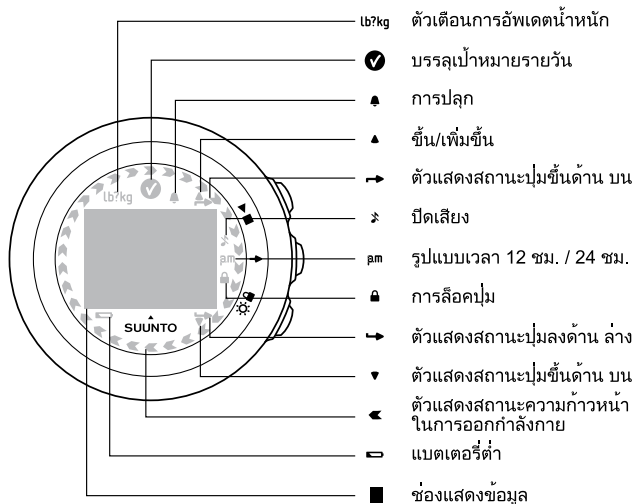 lb?kg ตัวเตือนการอัพเดตน้ำหนัก
บรรลุเป้าหมายรายวัน
การปลุก
ขึ้น/เพิ่มขึ้น
ตัวแสดงสถานะปุ่มขึ้นด้าน บน
ปิดเสียง
pm รูปแบบเวลา 12 ชม. / 24 ชม.
การล็อคปุ่ม
ตัวแสดงสถานะปุ่มลงด้าน ล่าง
ตัวแสดงสถานะปุ่มขึ้นด้าน บน
ตัวแสดงสถานะความก้าวหน้า
ในการออกกำลังกาย
แบตเตอรี่ต่ำ
ช่องแสดงข้อมูล
lb?kg
pm
SUUNTO